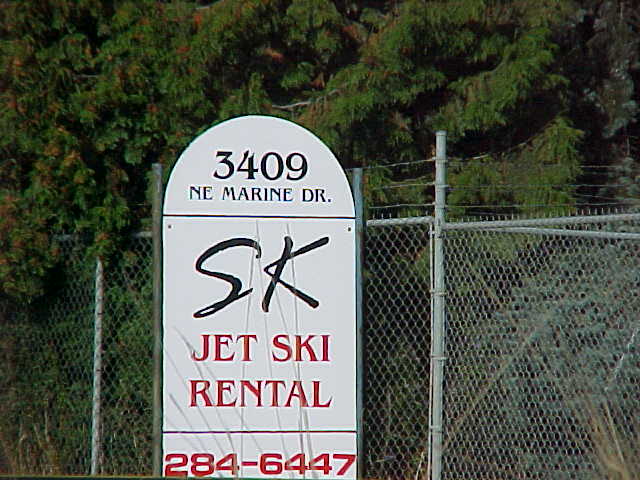 3409
NE MARINE DR.
SK
JET SKI
RENTAL
284-6447